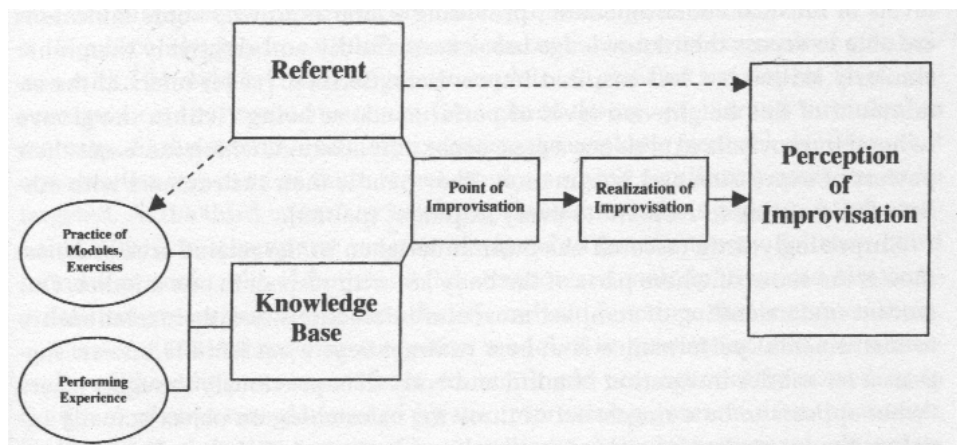 Referent
Perception
of
Improvisation
Point of
Improvisation
Realization of
Improvisation
Practice of
Modules,
Exercises
Knowledge
Base
Performing
Experience